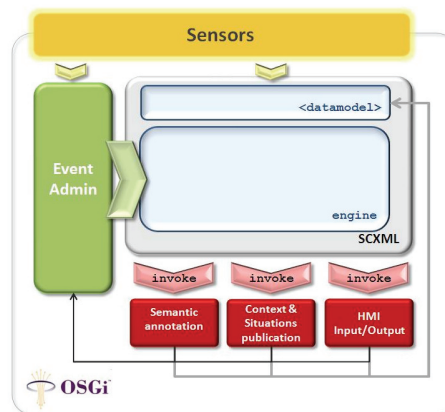 Sensors
<datamodel>
Event
Admin
engine
SCXML
invoke
invoke
invoke
Semantic
annotation
Context &
Situations
publication
HMI
Input/Output
OSGi